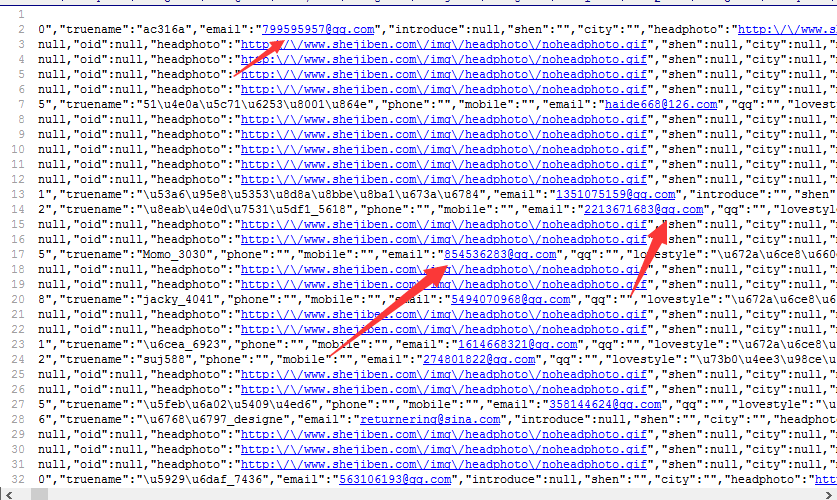 1
2 0","truename":"ac316a","email":"799595957@qq.com","introduce":null,"shen":"","city":"","headphoto":"http:\/\/www.s
3 null,"oid":null,"headphoto":"http:\/\/www.shejiben.com\/img\/headphoto\/noheadphoto.gif","shen":null,"city":null,"
4 null,"oid":null,"headphoto":"http:\/\/www.shejiben.com\/img\/headphoto\/noheadphoto.gif","shen":null,"city":null,"
5 null,"oid":null,"headphoto":"http:\/\/www.shejiben.com\/img\/headphoto\/noheadphoto.gif","shen":null,"city":null,"
6 null,"oid":null,"headphoto":"http:\/\/www.shejiben.com\/img\/headphoto\/noheadphoto.gif","shen":null,"city":null,"
7 5","truename":"51\u4e0a\u5c71\u6253\u8001\u864e","phone":"","mobile":"","email":"haide668@126.com","qq":"","lovest
8 null,"oid":null,"headphoto":"http:\/\/www.shejiben.com\/img\/headphoto\/noheadphoto.gif","shen":null,"city":null,"
9 null,"oid":null,"headphoto":"http:\/\/www.shejiben.com\/img\/headphoto\/noheadphoto.gif","shen":null,"city":null,"
10 null,"oid":null,"headphoto":"http:\/\/www.shejiben.com\/img\/headphoto\/noheadphoto.gif","shen":null,"city":null,"
11 null,"oid":null,"headphoto":"http:\/\/www.shejiben.com\/img\/headphoto\/noheadphoto.gif","shen":null,"city":null,"
12 null,"oid":null,"headphoto":"http:\/\/www.shejiben.com\/img\/headphoto\/noheadphoto.gif","shen":null,"city":null,"
13 1","truename":"\u53a6\u95e8\u5353\u8d8a\u8bbe\u8ba1\u673a\u6784","email":"1351075159@qq.com","introduce":"","shen"
14 2","truename":"\u8eab\u4e0d\u7531\u5df1_5618","phone":"","mobile":"","email":"2213671683@qq.com","qq":"","lovestyle
15 null,"oid":null,"headphoto":"http:\/\/www.shejiben.com\/img\/headphoto\/noheadphoto.gif","shen":null,"city":null,"
16 null,"oid":null,"headphoto":"http:\/\/www.shejiben.com\/img\/headphoto\/noheadphoto.gif","shen":null,"city":null,"
17 5","truename":"Momo_3030","phone":"","mobile":"","email":"854536283@qq.com","qq":"","lovestyle":"\u672a\u6ce8\u660
18 null,"oid":null,"headphoto":"http:\/\/www.shejiben.com\/img\/headphoto\/noheadphoto.gif","shen":null,"city":null,"
19 null,"oid":null,"headphoto":"http:\/\/www.shejiben.com\/img\/headphoto\/noheadphoto.gif","shen":null,"city":null,"
20 8","truename":"jacky_4041","phone":"","mobile":"","email":"5494070968@qq.com","qq":"","lovestyle":"\u672a\u6ce8\u6
21 null,"oid":null,"headphoto":"http:\/\/www.shejiben.com\/img\/headphoto\/noheadphoto.gif","shen":null,"city":null,"
22 null,"oid":null,"headphoto":"http:\/\/www.shejiben.com\/img\/headphoto\/noheadphoto.gif","shen":null,"city":null,"
23 1","truename":"\u6cea_6923","phone":"","mobile":"","email":"1614668321@qq.com","qq":"","lovestyle":"\u672a\u6ce8\u
24 2","truename":"suj588","phone":"","mobile":"","email":"274801822@qq.com","qq":"","lovestyle":"\u73b0\u4ee3\u98ce\u
25 null,"oid":null,"headphoto":"http:\/\/www.shejiben.com\/img\/headphoto\/noheadphoto.gif","shen":null,"city":null,"
26 null,"oid":null,"headphoto":"http:\/\/www.shejiben.com\/img\/headphoto\/noheadphoto.gif","shen":null,"city":null,"
27 5","truename":"\u5feb\u6a02\u5409\u4ed6","phone":"","mobile":"","email":"358144624@qq.com","qq":"","lovestyle":"\u
28 6","truename":"\u6768\u6797_designe","email":"returnering@sina.com","introduce":null,"shen":"","city":"","headphot
29 null,"oid":null,"headphoto":"http:\/\/www.shejiben.com\/img\/headphoto\/noheadphoto.gif","shen":null,"city":null,"
30 null,"oid":null,"headphoto":"http:\/\/www.shejiben.com\/img\/headphoto\/noheadphoto.gif","shen":null,"city":null,"
31 null,"oid":null,"headphoto":"http:\/\/www.shejiben.com\/img\/headphoto\/noheadphoto.gif","shen":null,"city":null,"
32 0","truename":"\u5929\u6daf_7436","email":"563106193@qq.com","introduce":null,"shen":"","city":"","headphoto":"htt